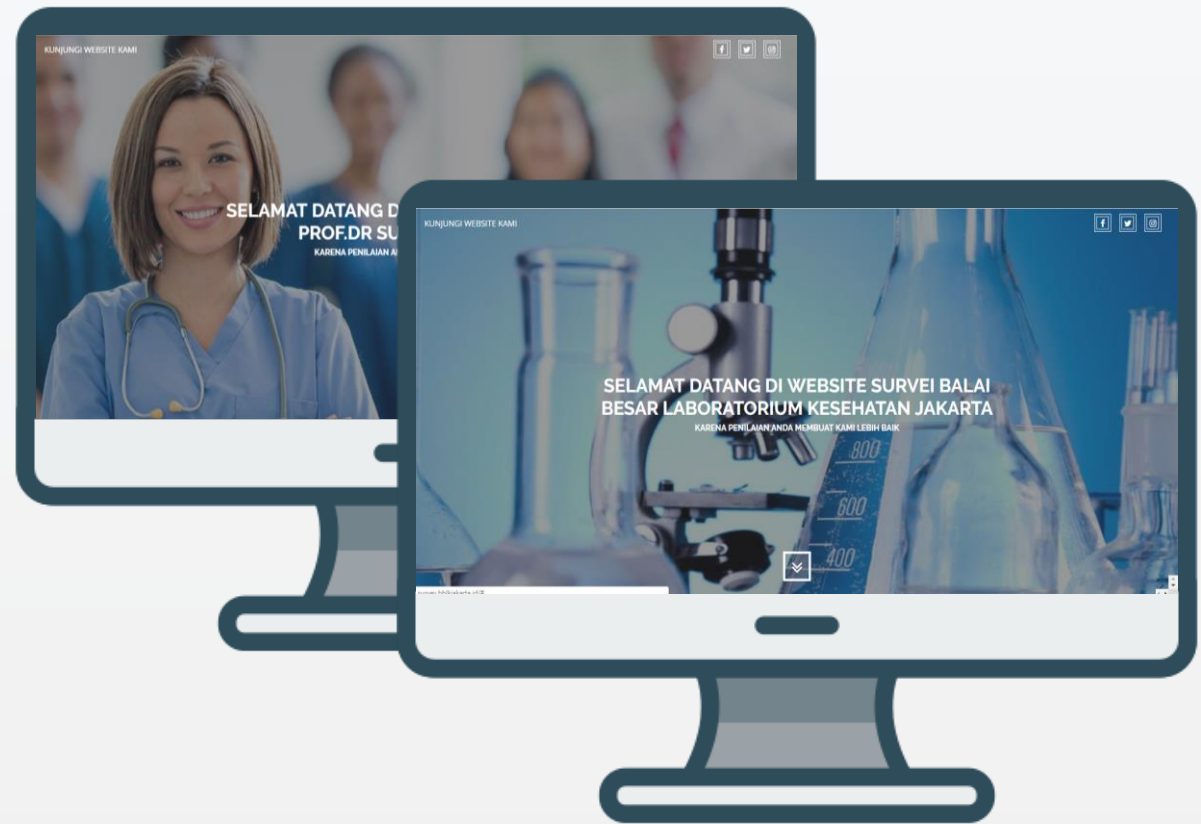 KUNJUNGI WEBSITE KAMI
SELAMAT DATANG D
PROF.DR SU
KARENA PENILAIAN A
KUNJUNGI WEBSITE KAMI
SELAMAT DATANG DI WEBSITE SURVEI BALAI
BESAR LABORATORIUM KESEHATAN JAKARTA
KARENA PENILAIAN ANDA MEMBUAT KAMI LEBIH BAIK
800
600
400